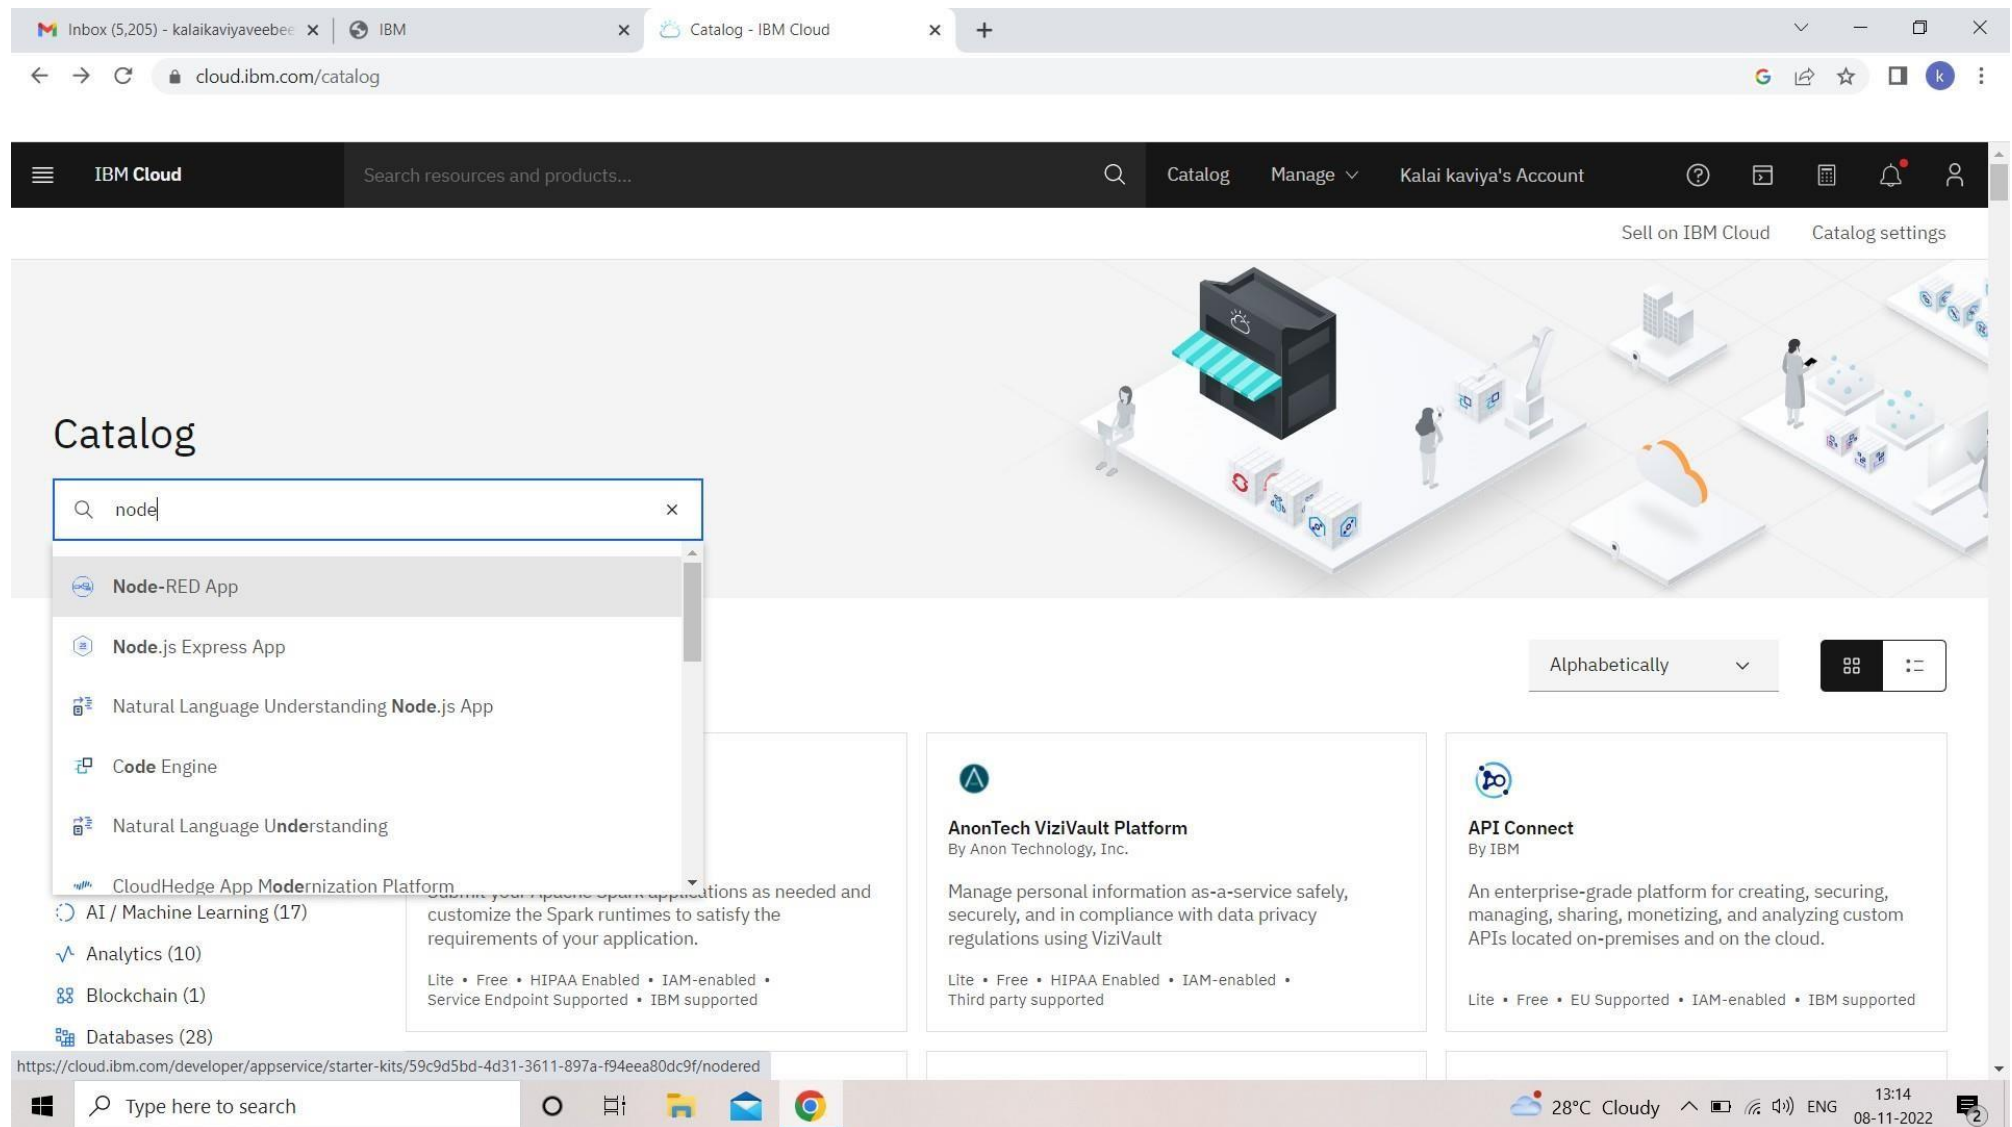 Inbox (5,205) - kalaikaviyaveebee
IBM
Catalog - IBM Cloud
cloud.ibm.com/catalog
G
k
IBM Cloud
Search resources and products...
Catalog
Manage
Kalai kaviya's Account
Sell on IBM Cloud
Catalog settings
Catalog
node
Node-RED App
Node.js Express App
Natural Language Understanding Node.js App
Code Engine
Natural Language Understanding
CloudHedge App Modernization Platform
Alphabetically
AI / Machine Learning (17)
Analytics (10)
Blockchain (1)
Databases (28)
Submit your Apache Spark applications as needed and
customize the Spark runtimes to satisfy the
requirements of your application.
Lite • Free • HIPAA Enabled • IAM-enabled •
Service Endpoint Supported • IBM supported
AnonTech ViziVault Platform
By Anon Technology, Inc.
Manage personal information as-a-service safely,
securely, and in compliance with data privacy
regulations using ViziVault
Lite • Free • HIPAA Enabled • IAM-enabled •
Third party supported
API Connect
By IBM
An enterprise-grade platform for creating, securing,
managing, sharing, monetizing, and analyzing custom
APIs located on-premises and on the cloud.
Lite • Free • EU Supported • IAM-enabled • IBM supported
https://cloud.ibm.com/developer/appservice/starter-kits/59c9d5bd-4d31-3611-897a-f94eea80dc9f/nodered
Type here to search
28°C Cloudy
ENG
13:14
08-11-2022
2